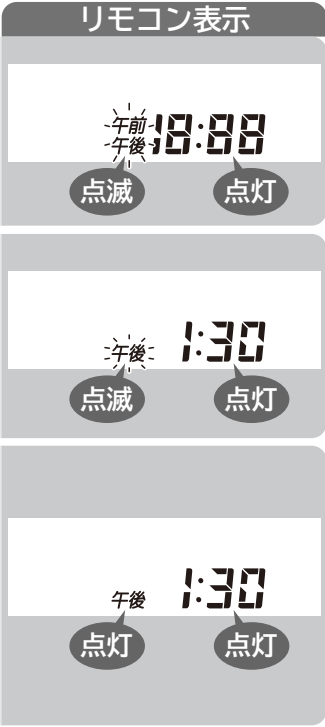 リモコン表示
午前
午後 18:88
点滅 点灯
午後 1:30
点滅 点灯
午後 1:30
点灯 点灯